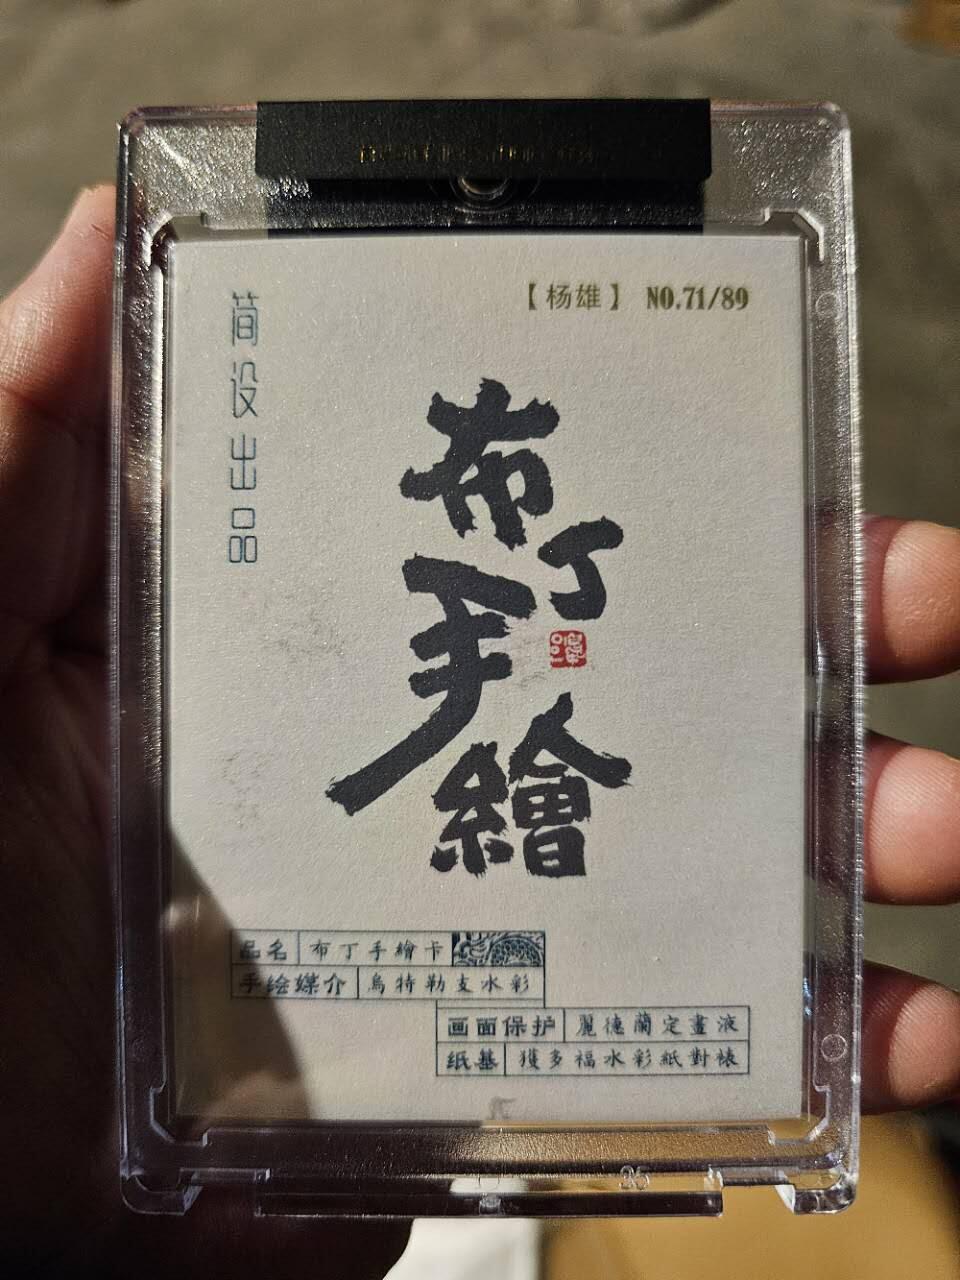 【杨雄】 NO.71/89
简设出品
布丁手繪
品名 布丁手繪卡
手绘媒介 烏特勒支水彩
画面保护 麗德蘭定畫液
纸基 獲多福水彩紙對裱